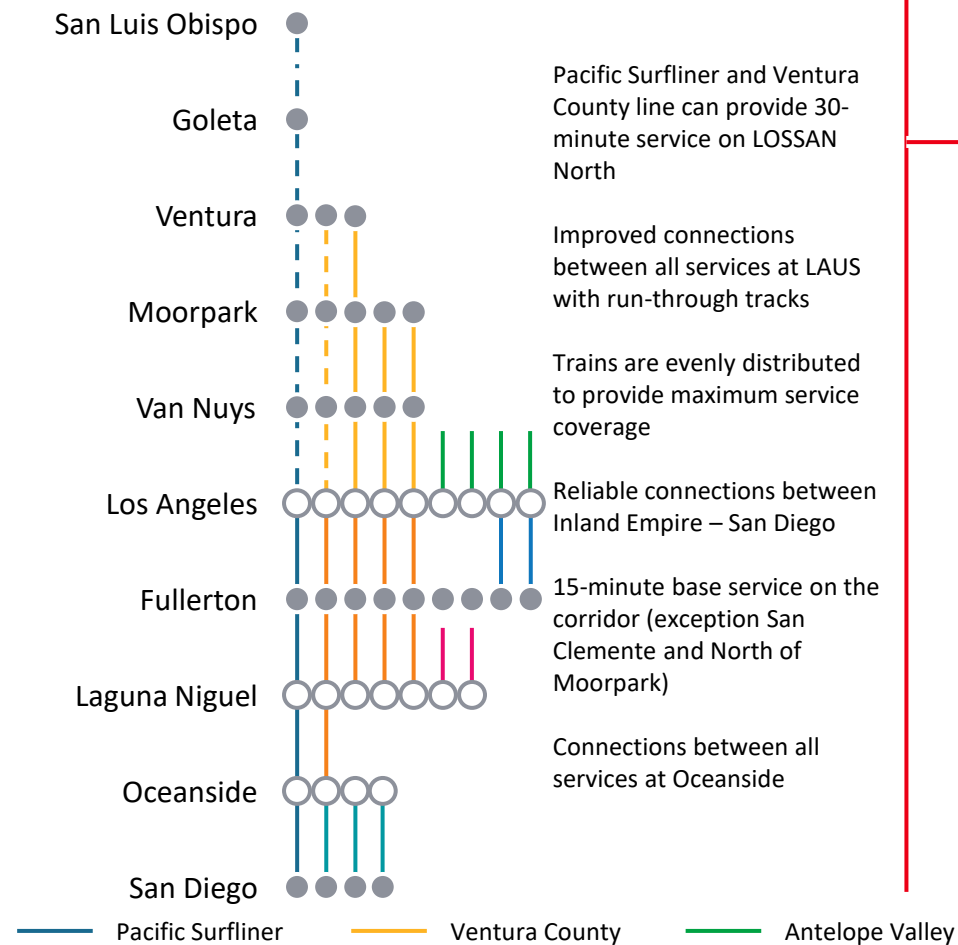 San Luis Obispo
Goleta
Ventura
Moorpark
Van Nuys
Los Angeles
Fullerton
Laguna Niguel
Oceanside
San Diego
Pacific Surfliner and Ventura
County line can provide 30-
minute service on LOSSAN
North
Improved connections
between all services at LAUS
with run-through tracks
Trains are evenly distributed
to provide maximum service
coverage
Reliable connections between
Inland Empire – San Diego
15-minute base service on the
corridor (exception San
Clemente and North of
Moorpark)
Connections between all
services at Oceanside
Pacific Surfliner
Ventura County
Antelope Valley